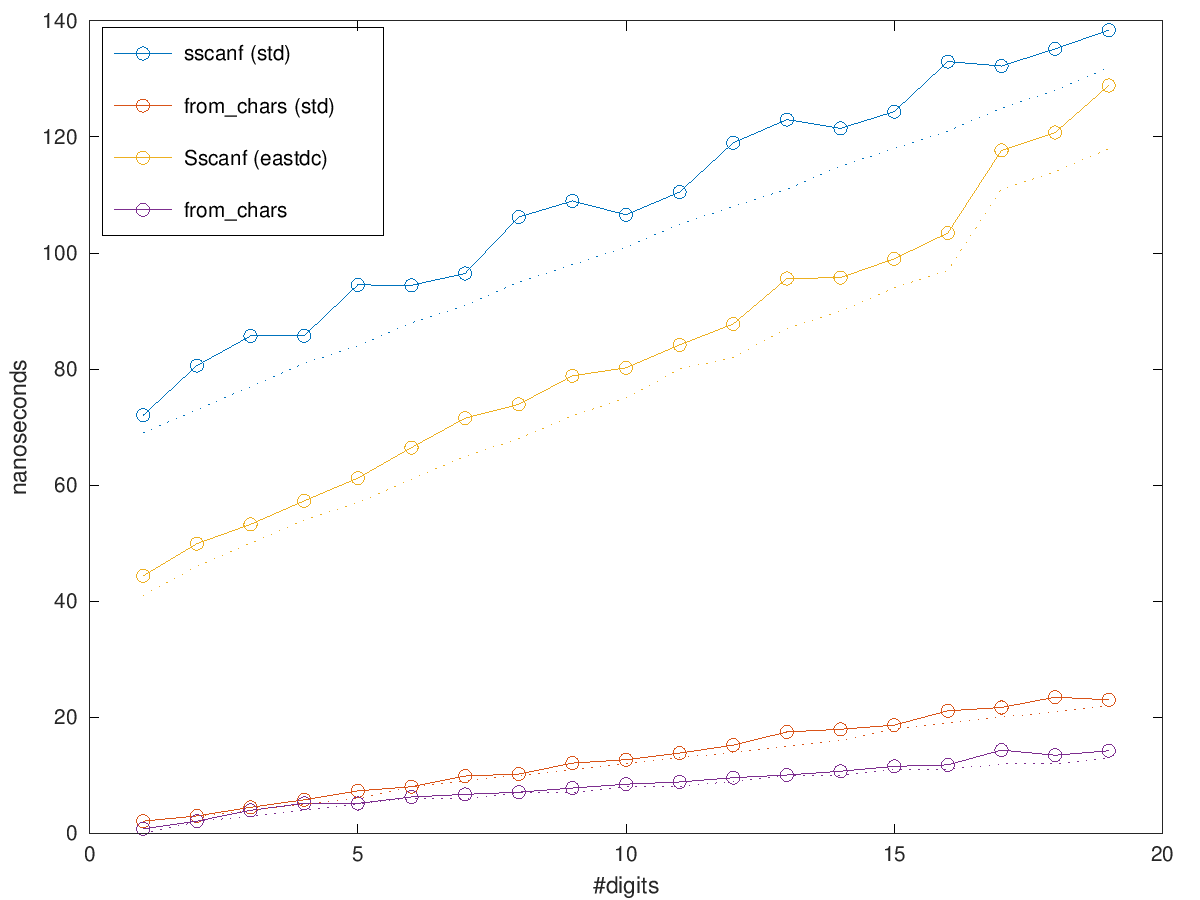 140
120
100
80
60
40
20
0
nanoseconds
sscanf (std)
from_chars (std)
Sscanf (eastdc)
from_chars
0 5 10 15 20
#digits